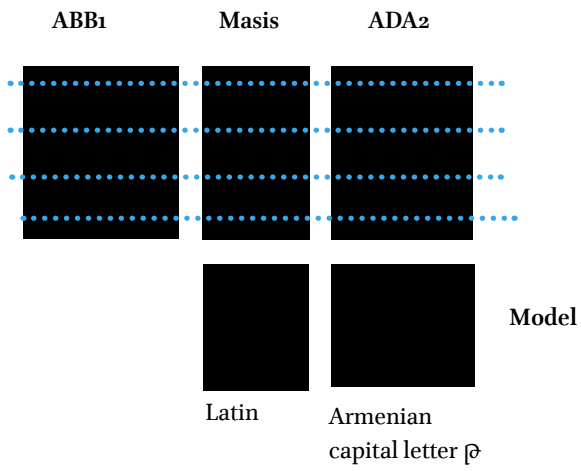 ABB1 Masis ADA2
Model
Latin
Armenian
capital letter թ